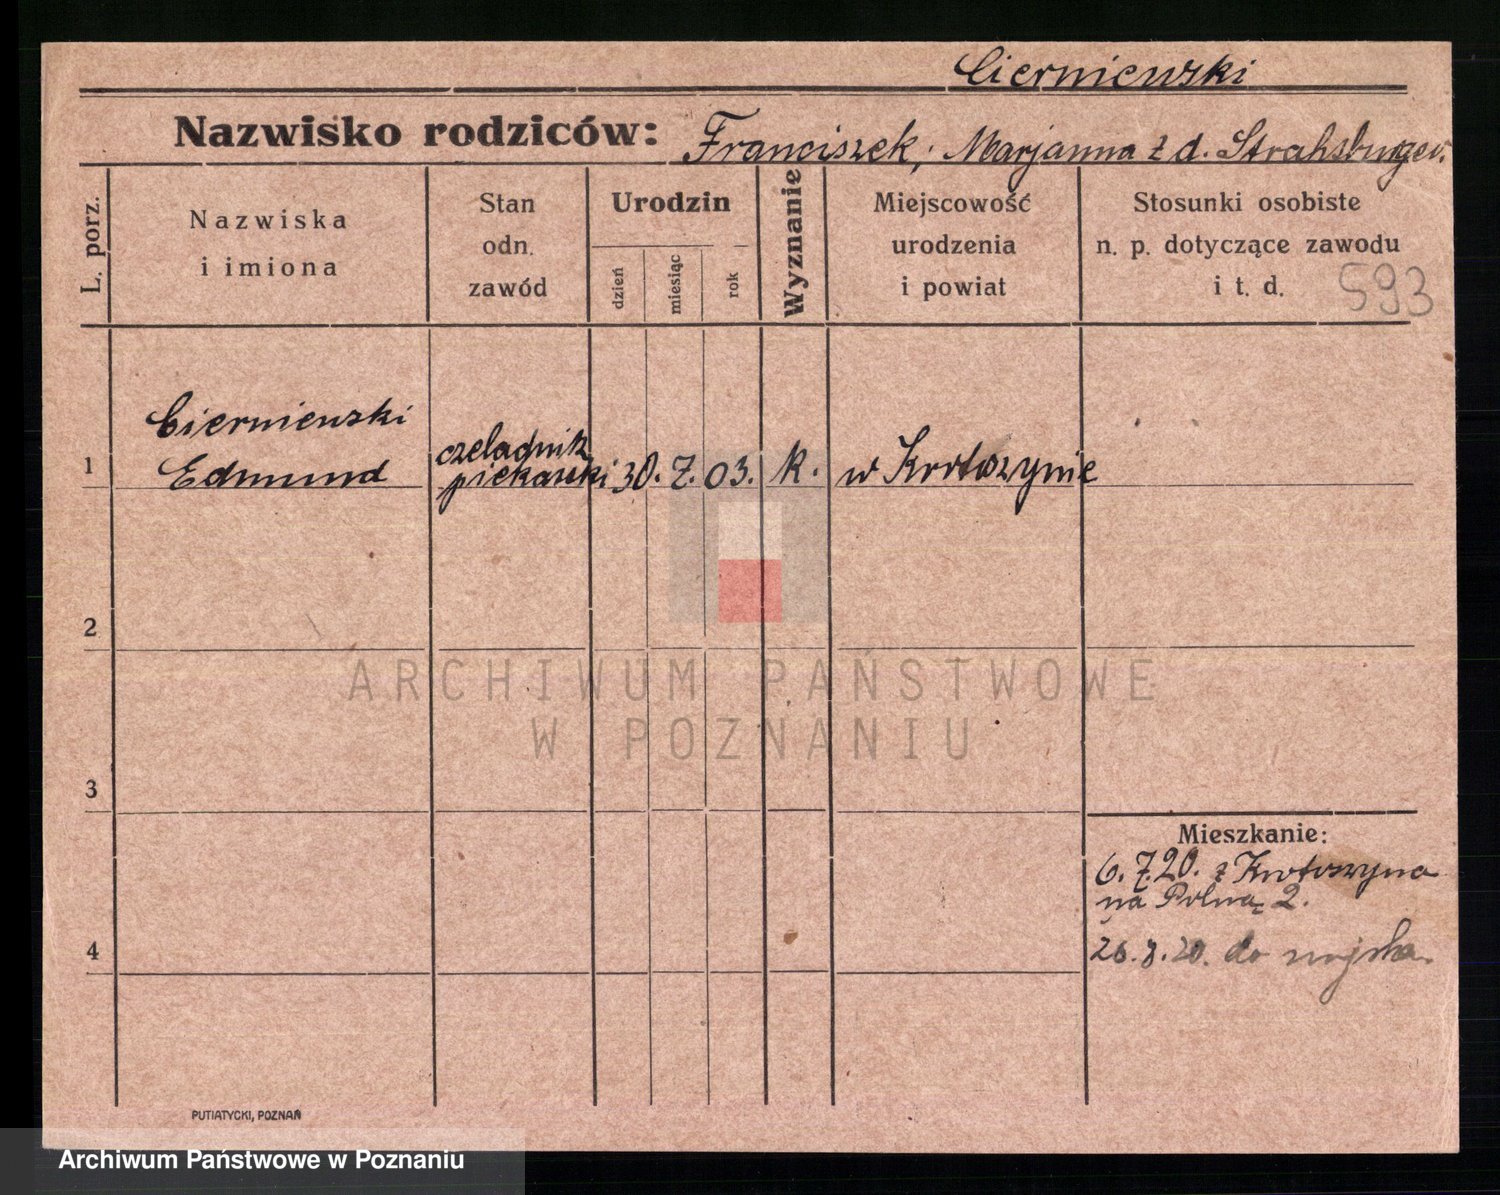 Cierniewski
Nazwisko rodziców: Franciszek, Marjanna z d. Strahsburger.
L. porz.
Nazwiska
i imiona
Stan
odn.
zawód
Urodzin
dzień
miesiąc
rok
Wyznanie
Miejscowość
urodzenia
i powiat
Stosunki osobiste
n. p. dotyczące zawodu
i t. d.
593
1
Cierniewski
Edmund
czeladnik
piekarski
30. 7. 03.
k.
w Krotoszynie
2
3
4
Mieszkanie:
6. 7. 20. z Krotoszyna
na Polną 2.
26. 8. 20. do wojska.
PUTIATYCKI, POZNAŃ
ARCHIWUM PAŃSTWOWE
W POZNANIU
Archiwum Państwowe w Poznaniu